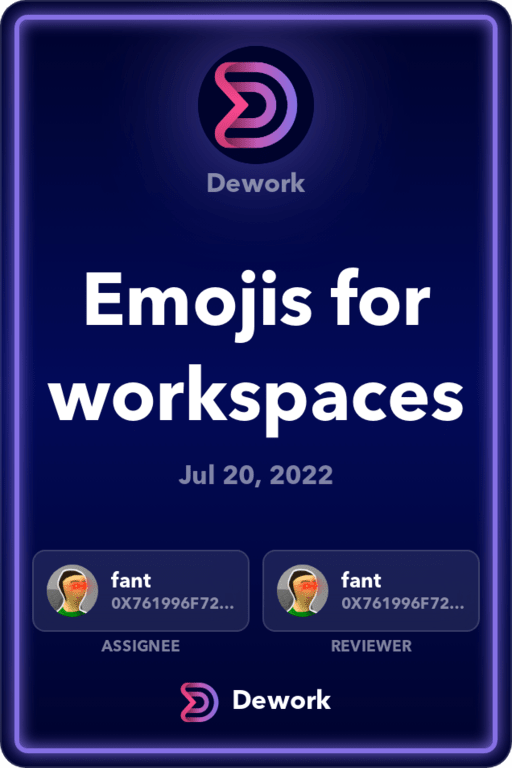 Dework
Emojis for
workspaces
Jul 20, 2022
fant
0X761996F72...
ASSIGNEE
fant
0X761996F72...
REVIEWER
Dework